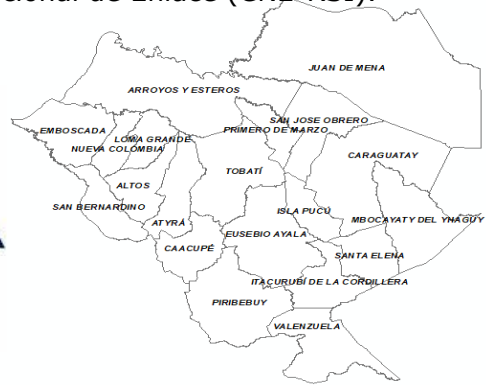 cional de Enlace (CNE-RSI).
JUAN DE MENA
ARROYOS Y ESTEROS
SAN JOSE OBRERO
PRIMERO DE MARZO
EMBOSCADA
LOMA GRANDE
NUEVA COLOMBIA
CARAGUATAY
TOBATÍ
ALTOS
SAN BERNARDINO
ISLA PUCÚ
MBOCAYATY DEL YHAGUY
ATYRÁ
EUSEBIO AYALA
CAACUPÉ
SANTA ELENA
ITACURUBÍ DE LA CORDILLERA
PIRIBEBUY
VALENZUELA